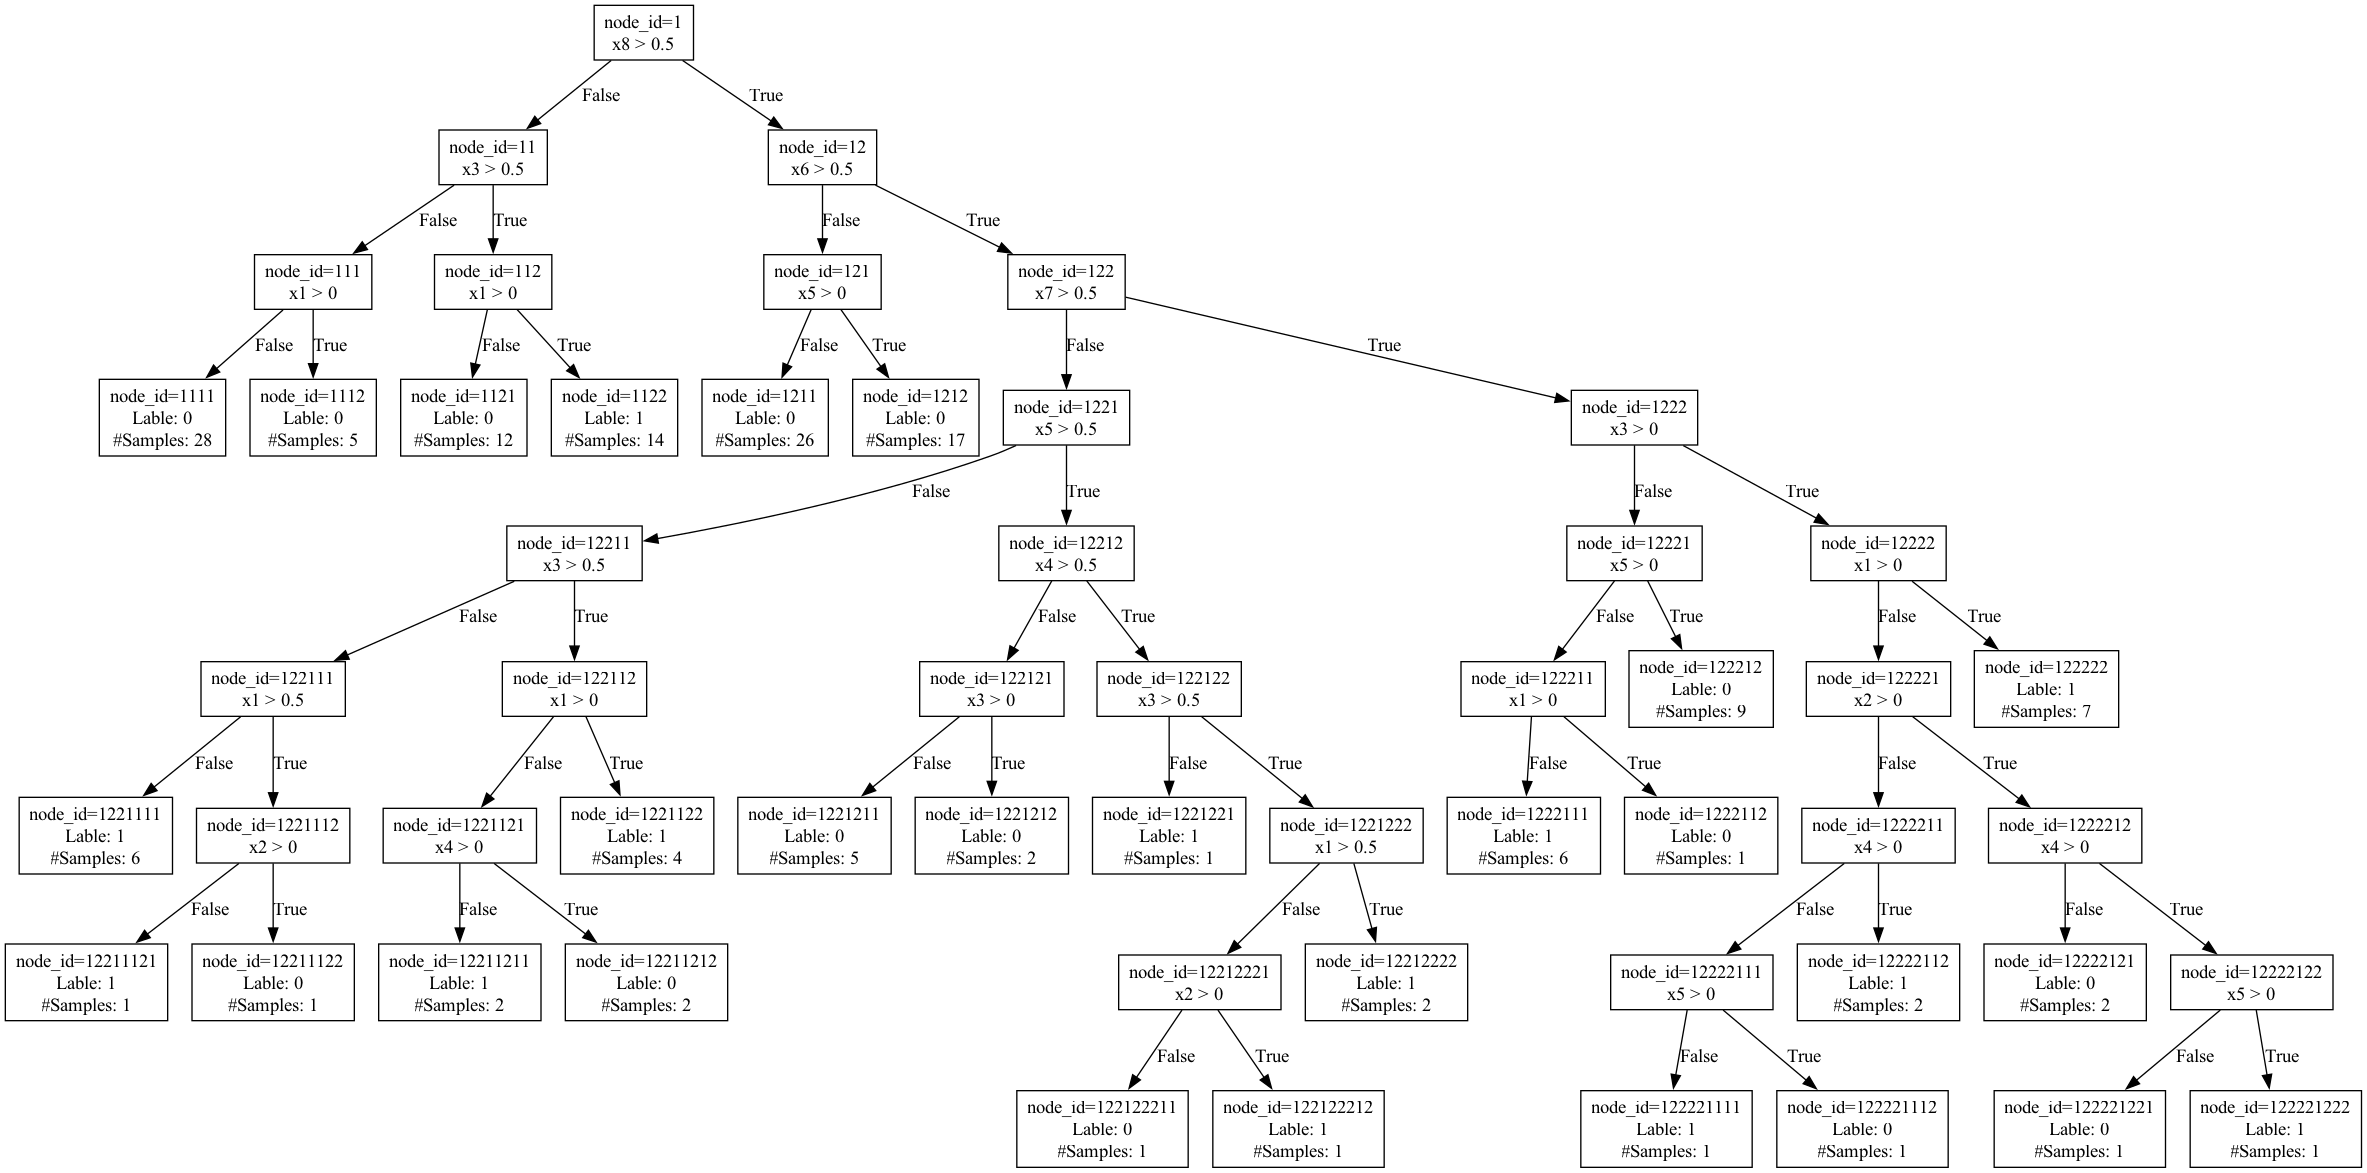 node_id=1
x8 > 0.5
False
True
node_id=11
x3 > 0.5
node_id=12
x6 > 0.5
False
True
False
True
node_id=111
x1 > 0
node_id=112
x1 > 0
node_id=121
x5 > 0
node_id=122
x7 > 0.5
False
True
False
True
False
True
False
True
node_id=1111
Lable: 0
#Samples: 28
node_id=1112
Lable: 0
#Samples: 5
node_id=1121
Lable: 0
#Samples: 12
node_id=1122
Lable: 1
#Samples: 14
node_id=1211
Lable: 0
#Samples: 26
node_id=1212
Lable: 0
#Samples: 17
node_id=1221
x5 > 0.5
node_id=1222
x3 > 0
False
True
False
True
node_id=12211
x3 > 0.5
node_id=12212
x4 > 0.5
node_id=12221
x5 > 0
node_id=12222
x1 > 0
False
True
False
True
False
True
False
True
node_id=122111
x1 > 0.5
node_id=122112
x1 > 0
node_id=122121
x3 > 0
node_id=122122
x3 > 0.5
node_id=122211
x1 > 0
node_id=122212
Lable: 0
#Samples: 9
node_id=122221
x2 > 0
node_id=122222
Lable: 1
#Samples: 7
False
True
False
True
False
True
False
True
False
True
False
True
node_id=1221111
Lable: 1
#Samples: 6
node_id=1221112
x2 > 0
node_id=1221121
x4 > 0
node_id=1221122
Lable: 1
#Samples: 4
node_id=1221211
Lable: 0
#Samples: 5
node_id=1221212
Lable: 0
#Samples: 2
node_id=1221221
Lable: 1
#Samples: 1
node_id=1221222
x1 > 0.5
node_id=1222111
Lable: 1
#Samples: 6
node_id=1222112
Lable: 0
#Samples: 1
node_id=1222211
x4 > 0
node_id=1222212
x4 > 0
False
True
False
True
False
True
False
True
False
True
node_id=12211121
Lable: 1
#Samples: 1
node_id=12211122
Lable: 0
#Samples: 1
node_id=12211211
Lable: 1
#Samples: 2
node_id=12211212
Lable: 0
#Samples: 2
node_id=12212221
x2 > 0
node_id=12212222
Lable: 1
#Samples: 2
node_id=12222111
x5 > 0
node_id=12222112
Lable: 1
#Samples: 2
node_id=12222121
Lable: 0
#Samples: 2
node_id=12222122
x5 > 0
False
True
False
True
False
True
node_id=122122211
Lable: 0
#Samples: 1
node_id=122122212
Lable: 1
#Samples: 1
node_id=122221111
Lable: 1
#Samples: 1
node_id=122221112
Lable: 0
#Samples: 1
node_id=122221221
Lable: 0
#Samples: 1
node_id=122221222
Lable: 1
#Samples: 1